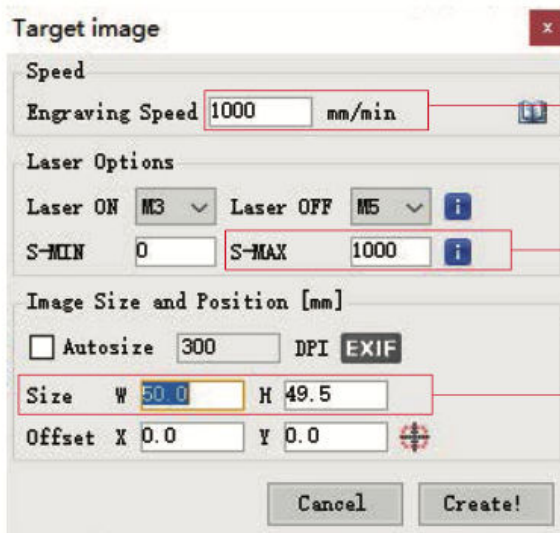 Target image x
Speed
Engraving Speed 1000 mm/min
Laser Options
Laser ON M3 Laser OFF M5 i
S-MIN 0 S-MAX 1000 i
Image Size and Position [mm]
Autosize 300 DPI EXIF
Size W 50.0 H 49.5
Offset X 0.0 Y 0.0
Cancel Create!